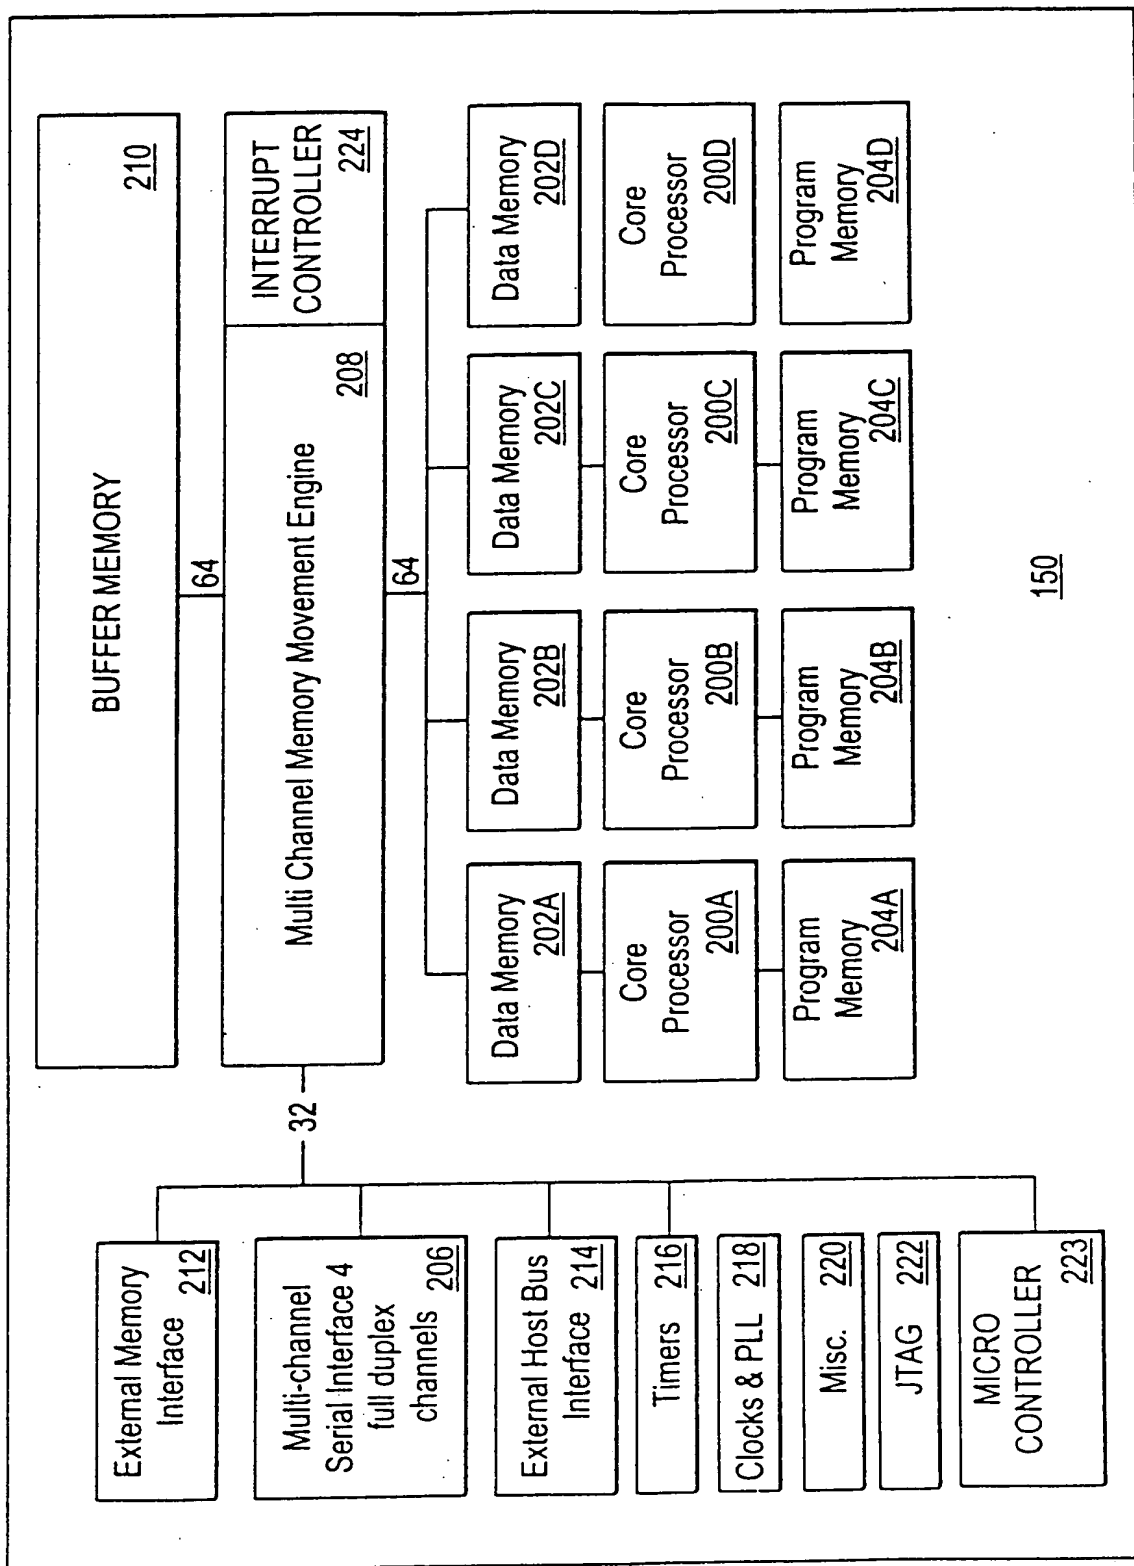 BUFFER MEMORY
210
64
Multi Channel Memory Movement Engine
208
INTERRUPT
CONTROLLER
224
32
64
External Memory
Interface
212
Multi-channel
Serial Interface 4
full duplex
channels
206
External Host Bus
Interface
214
Timers
216
Clocks & PLL
218
Misc.
220
JTAG
222
MICRO
CONTROLLER
223
Data Memory
202A
Data Memory
202B
Data Memory
202C
Data Memory
202D
Core
Processor
200A
Core
Processor
200B
Core
Processor
200C
Core
Processor
200D
Program
Memory
204A
Program
Memory
204B
Program
Memory
204C
Program
Memory
204D
150